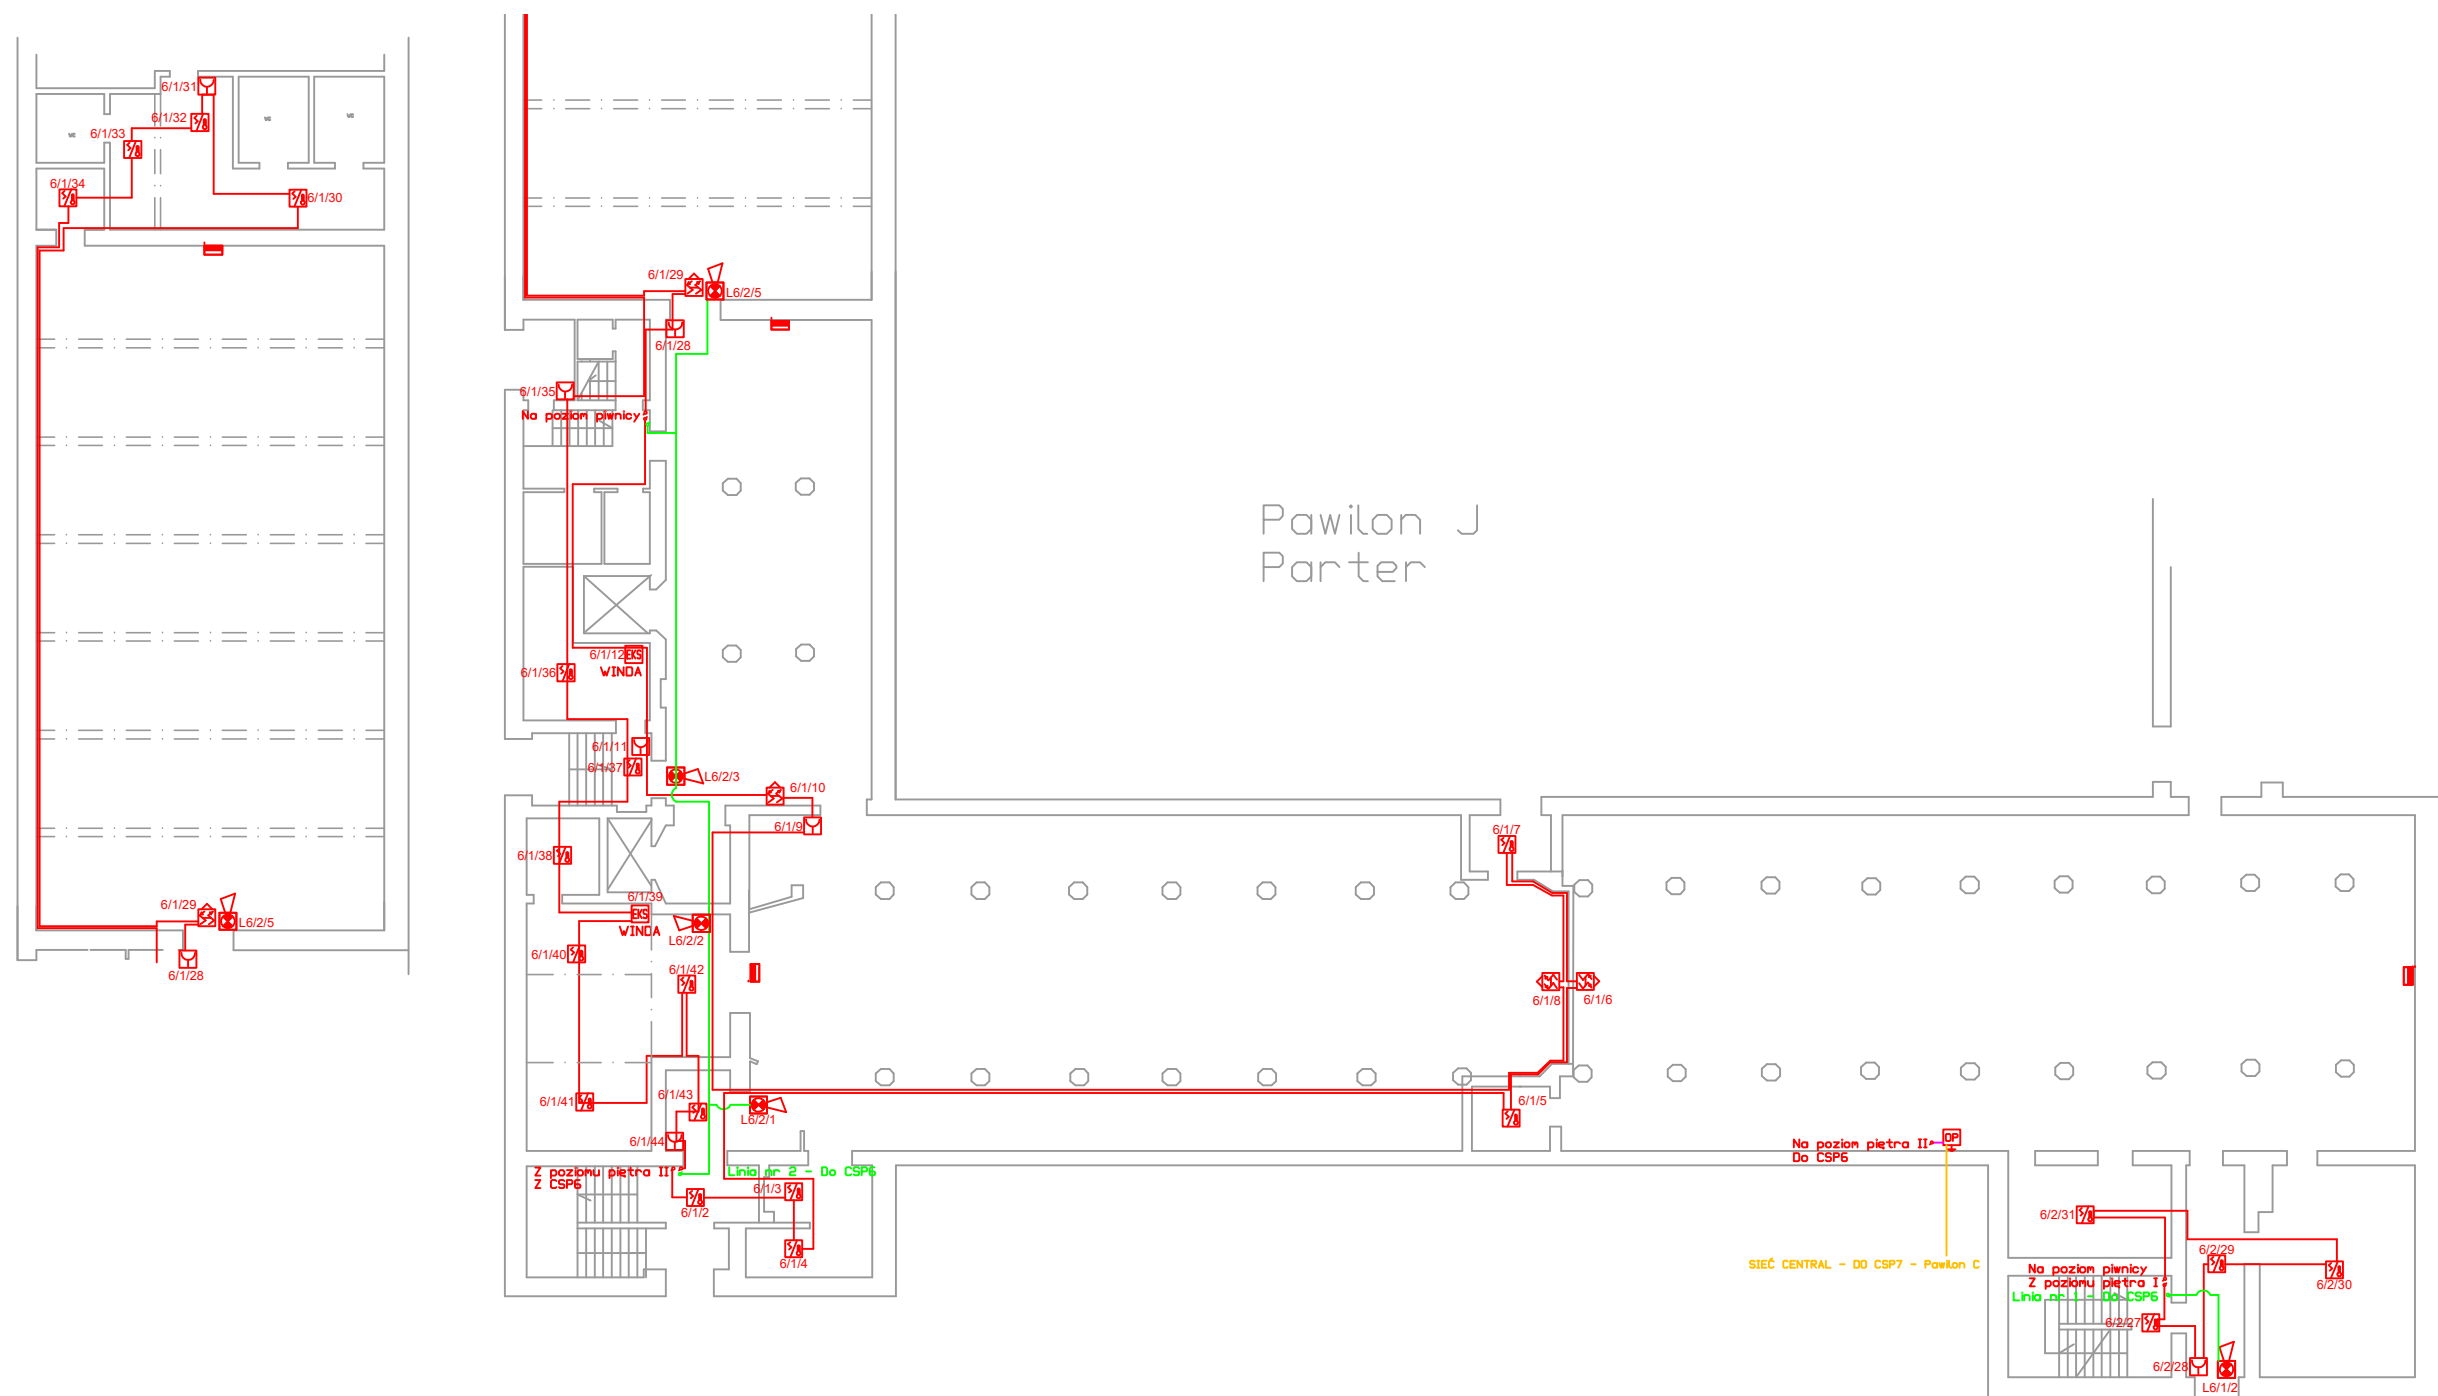 6/1/31
6/1/32
6/1/33
6/1/34
6/1/30
6/1/29
L6/2/5
6/1/28
6/1/29
L6/2/5
6/1/28
6/1/35
Na poziom piwnicy
Pawilon J
Parter
6/1/12
EKS
WINDA
6/1/36
6/1/11
6/1/37
L6/2/3
6/1/10
6/1/9
6/1/7
6/1/38
6/1/39
EKS
WINDA
L6/2/2
6/1/40
6/1/42
6/1/8
6/1/6
6/1/41
6/1/43
L6/2/1
6/1/5
6/1/44
OP
Na poziom piętra II
Do CSP6
Z poziomu piętra II
Z CSP6
Linia nr 2 - Do CSP6
6/1/3
6/1/2
6/1/4
6/2/31
6/2/29
6/2/30
SIEĆ CENTRAL - DO CSP7 - Pawilon C
Na poziom piwnicy
Z poziomu piętra I
Linia nr 1 - Do CSP6
6/2/27
6/2/28
L6/1/2